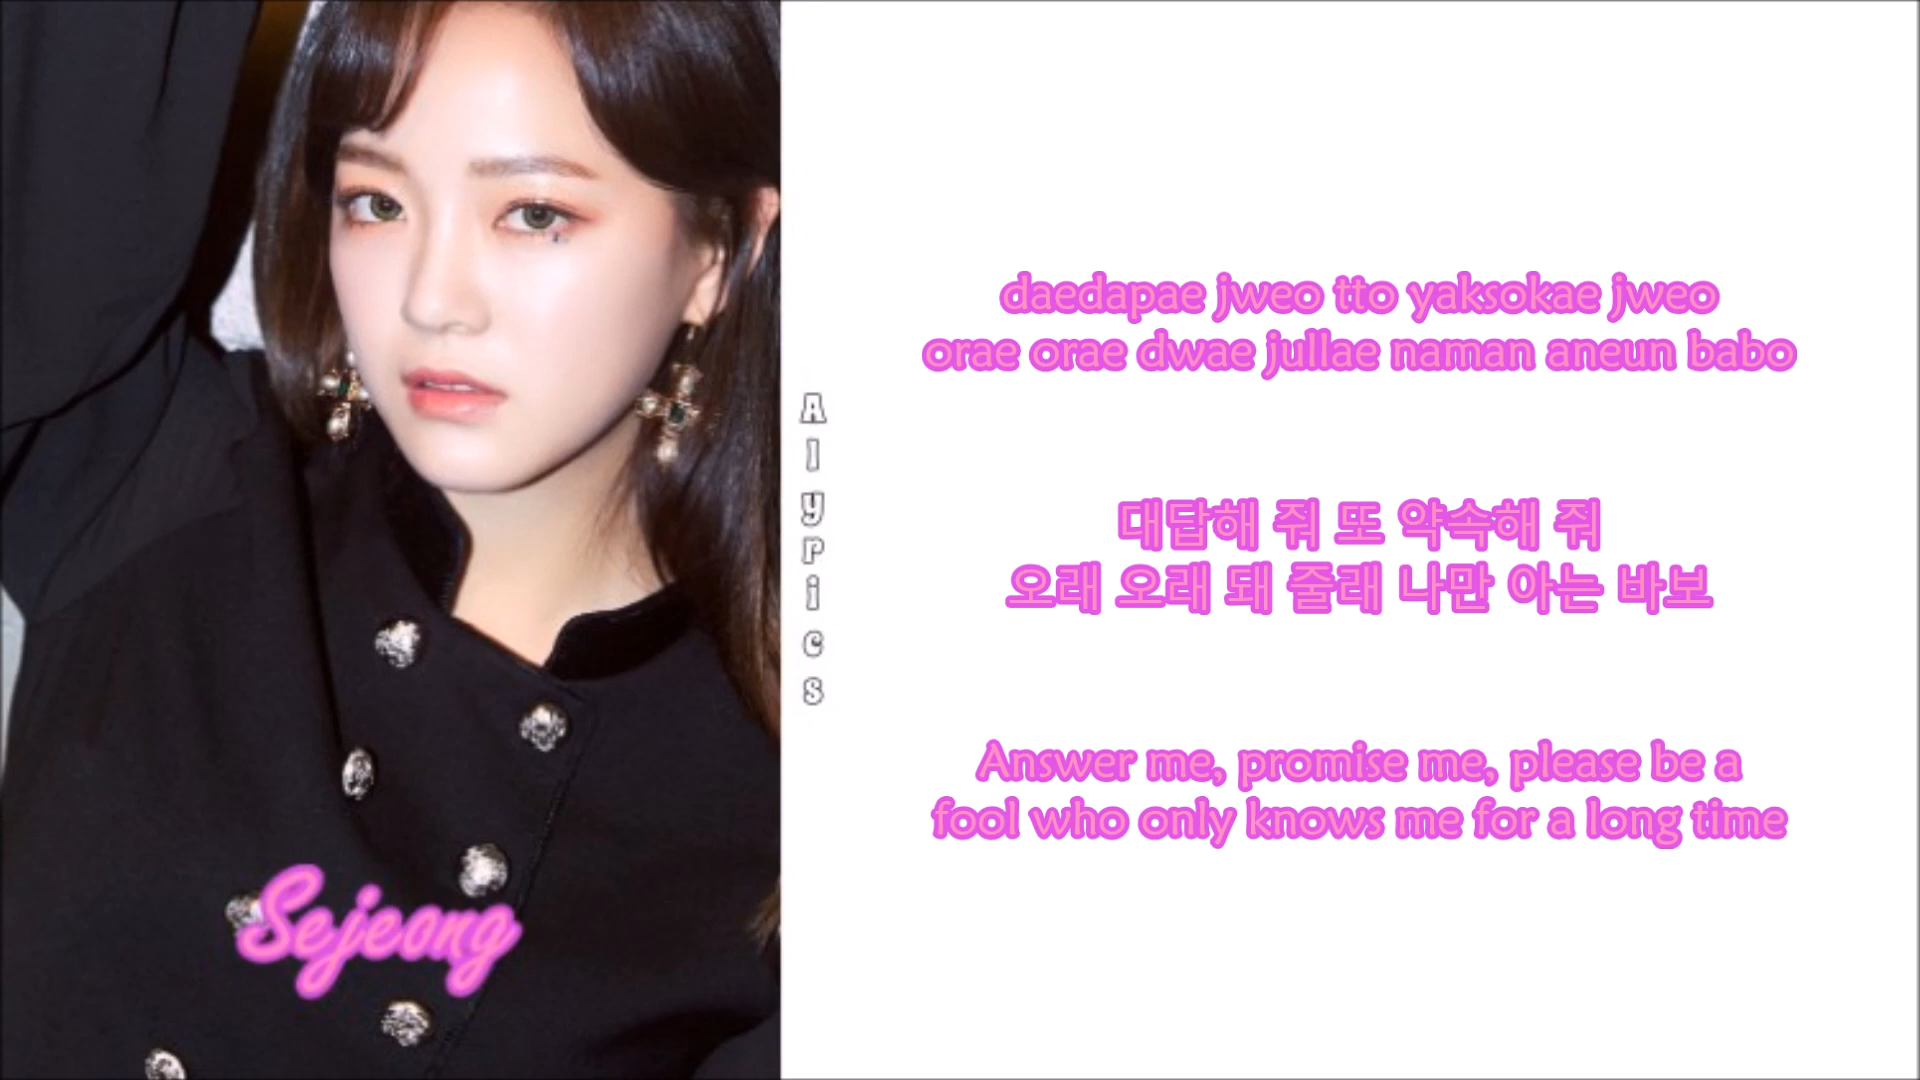 daedapae jweo tto yaksokae jweo
orae orae dwae jullae naman aneun babo
대답해 줘 또 약속해 줘
오래 오래 돼 줄래 나만 아는 바보
Answer me, promise me, please be a
fool who only knows me for a long time
Alyrics
Sejeong